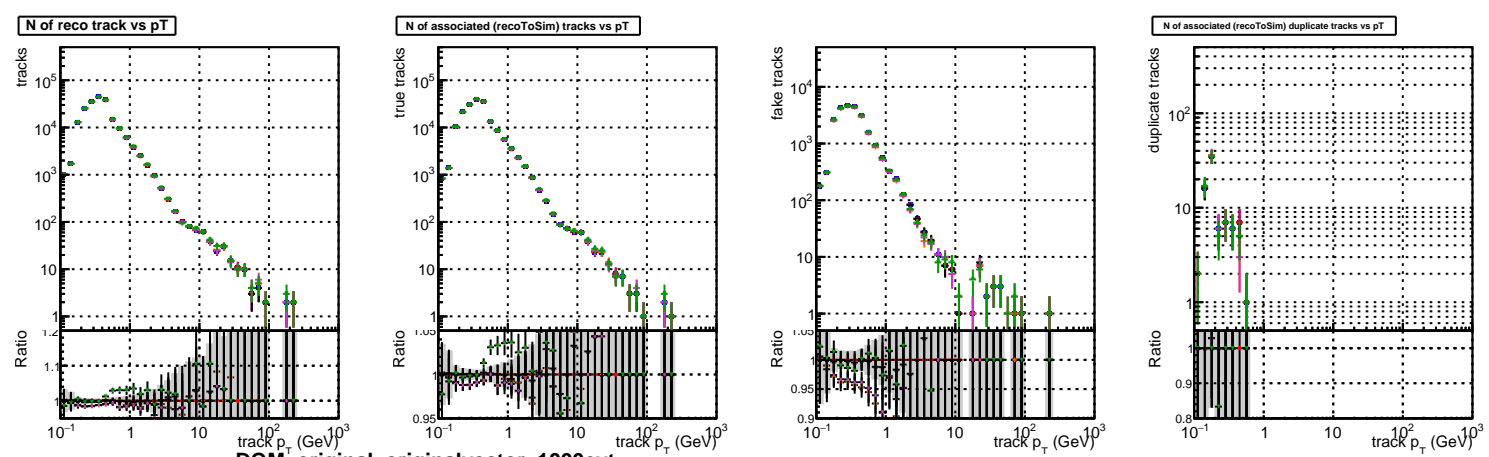 N of reco track vs pT
tracks
10^5
10^4
10^3
10^2
10
1
Ratio
1.2
1.1
1
10^−1 1 10 10^2 10^3
track p_T (GeV)
N of associated (recoToSim) tracks vs pT
true tracks
10^5
10^4
10^3
10^2
10
1
Ratio
1.05
1
0.95
10^−1 1 10 10^2 10^3
track p_T (GeV)
fake tracks
10^4
10^3
10^2
10
1
Ratio
1.05
1
0.95
0.9
10^−1 1 10 10^2 10^3
track p_T (GeV)
N of associated (recoToSim) duplicate tracks vs pT
duplicate tracks
10^2
10
1
Ratio
1
0.9
0.8
10^−1 1 10 10^2 10^3
track p_T (GeV)